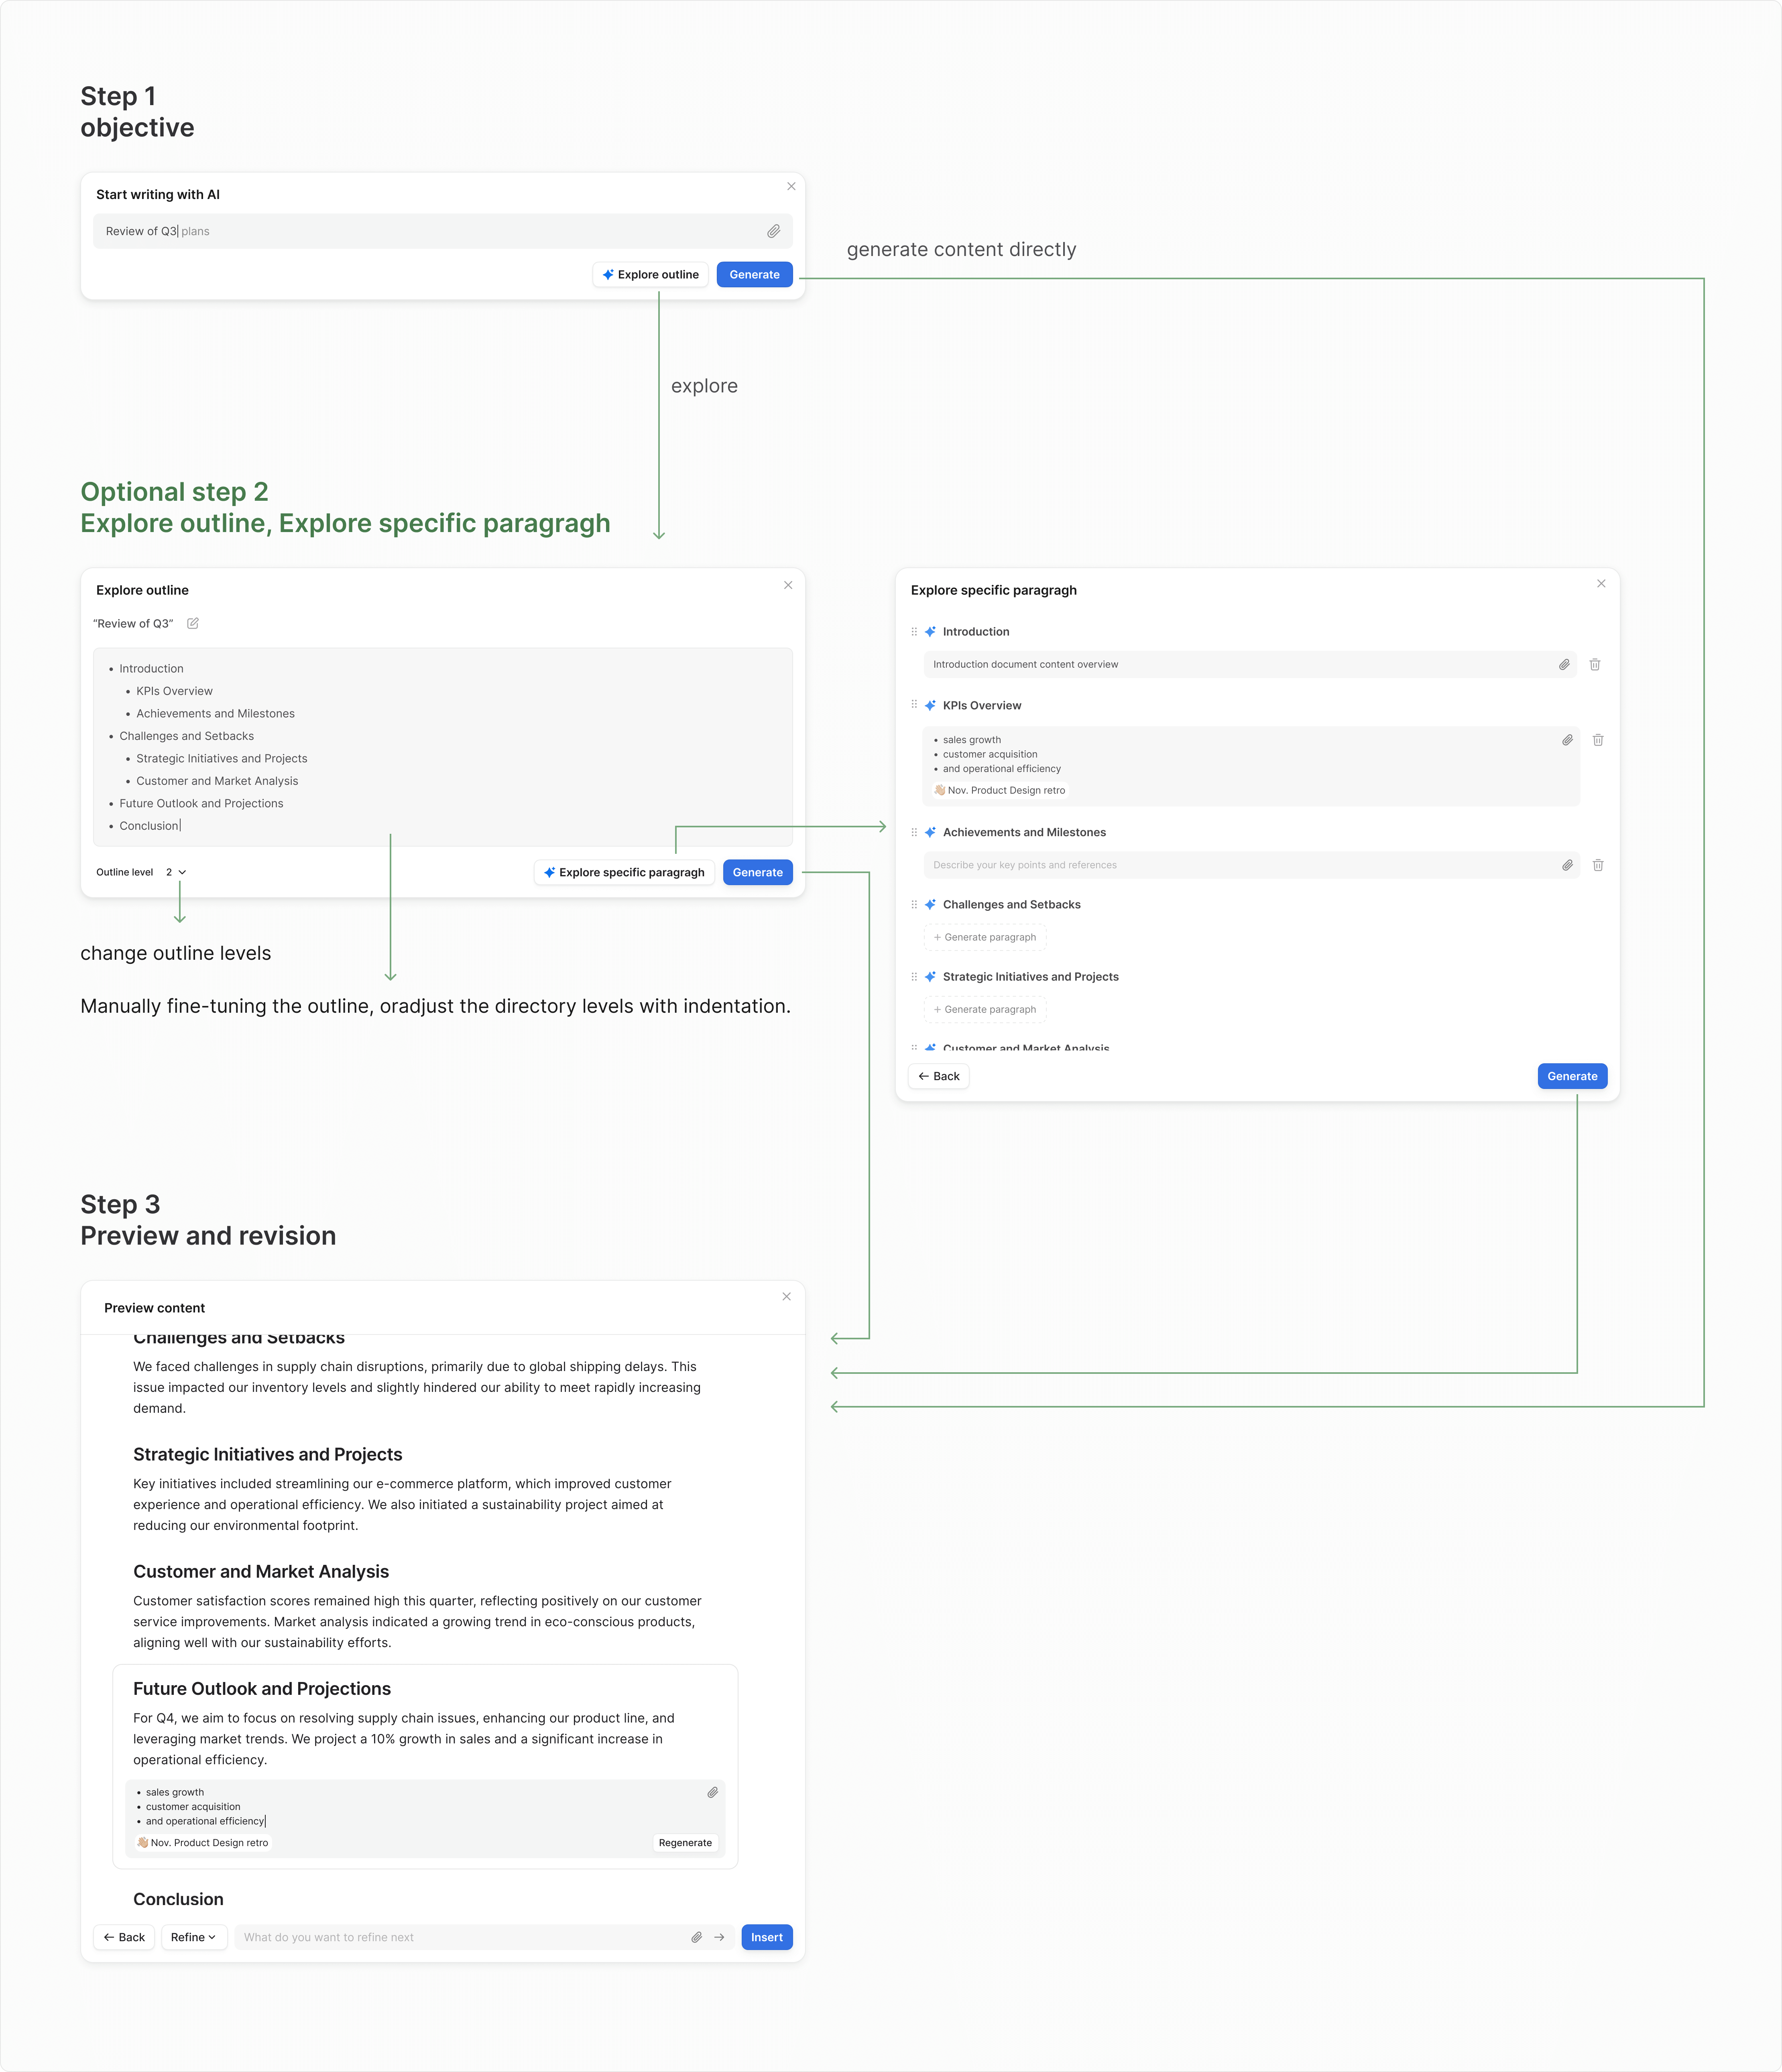 Step 1
objective
Start writing with AI
Review of Q3 plans
Explore outline
Generate
generate content directly
explore
Optional step 2
Explore outline, Explore specific paragragh
Explore outline
“Review of Q3”
• Introduction
• KPIs Overview
• Achievements and Milestones
• Challenges and Setbacks
• Strategic Initiatives and Projects
• Customer and Market Analysis
• Future Outlook and Projections
• Conclusion
Outline level 2
Explore specific paragragh
Generate
change outline levels
Manually fine-tuning the outline, oradjust the directory levels with indentation.
Explore specific paragragh
Introduction
Introduction document content overview
KPIs Overview
• sales growth
• customer acquisition
• and operational efficiency
Nov. Product Design retro
Achievements and Milestones
Describe your key points and references
Challenges and Setbacks
+ Generate paragraph
Strategic Initiatives and Projects
+ Generate paragraph
Customer and Market Analysis
← Back
Generate
Step 3
Preview and revision
Preview content
Challenges and Setbacks
We faced challenges in supply chain disruptions, primarily due to global shipping delays. This
issue impacted our inventory levels and slightly hindered our ability to meet rapidly increasing
demand.
Strategic Initiatives and Projects
Key initiatives included streamlining our e-commerce platform, which improved customer
experience and operational efficiency. We also initiated a sustainability project aimed at
reducing our environmental footprint.
Customer and Market Analysis
Customer satisfaction scores remained high this quarter, reflecting positively on our customer
service improvements. Market analysis indicated a growing trend in eco-conscious products,
aligning well with our sustainability efforts.
Future Outlook and Projections
For Q4, we aim to focus on resolving supply chain issues, enhancing our product line, and
leveraging market trends. We project a 10% growth in sales and a significant increase in
operational efficiency.
• sales growth
• customer acquisition
• and operational efficiency
Nov. Product Design retro
Regenerate
Conclusion
← Back
Refine
What do you want to refine next
Insert